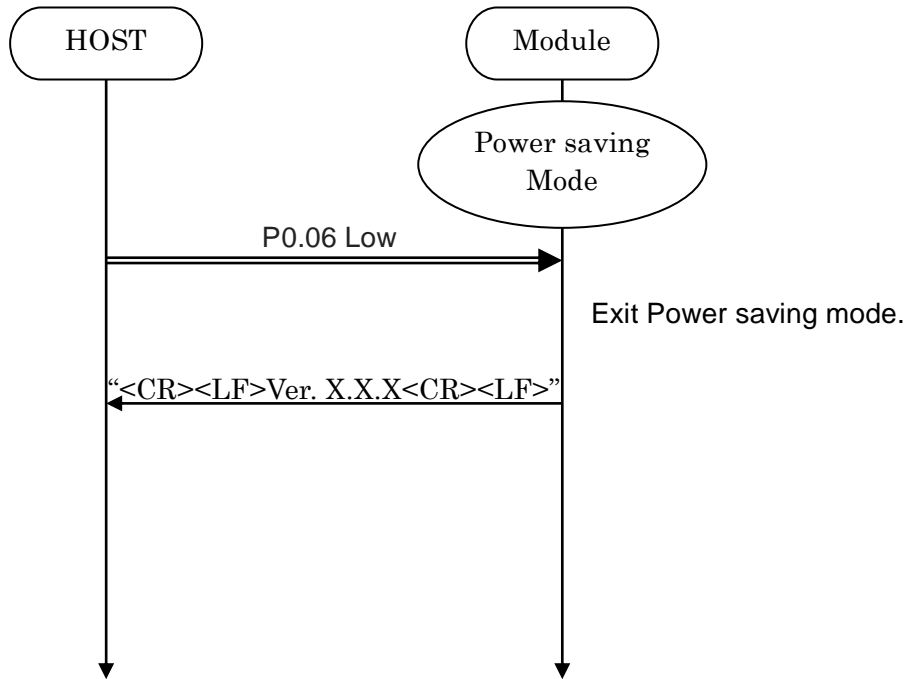 HOST
Module
Power saving
Mode
P0.06 Low
Exit Power saving mode.
“<CR><LF>Ver. X.X.X<CR><LF>”